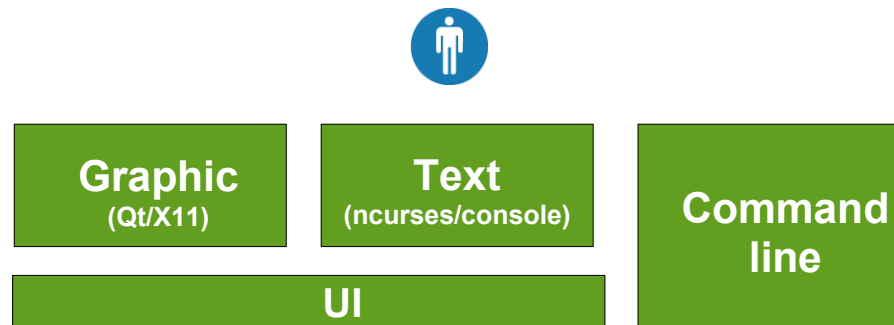 Graphic
(Qt/X11)
Text
(ncurses/console)
Command
line
UI